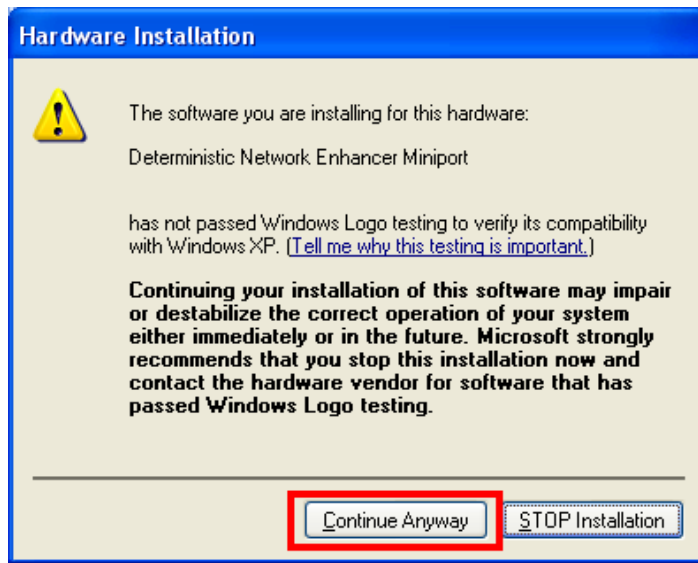 Hardware Installation
The software you are installing for this hardware:
Deterministic Network Enhancer Miniport
has not passed Windows Logo testing to verify its compatibility
with Windows XP. (Tell me why this testing is important.)
Continuing your installation of this software may impair
or destabilize the correct operation of your system
either immediately or in the future. Microsoft strongly
recommends that you stop this installation now and
contact the hardware vendor for software that has
passed Windows Logo testing.
Continue Anyway
STOP Installation